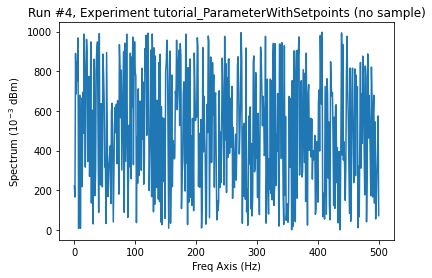 Run #4, Experiment tutorial_ParameterWithSetpoints (no sample)
Spectrum (10⁻³ dBm)
1000
800
600
400
200
0
0 100 200 300 400 500
Freq Axis (Hz)